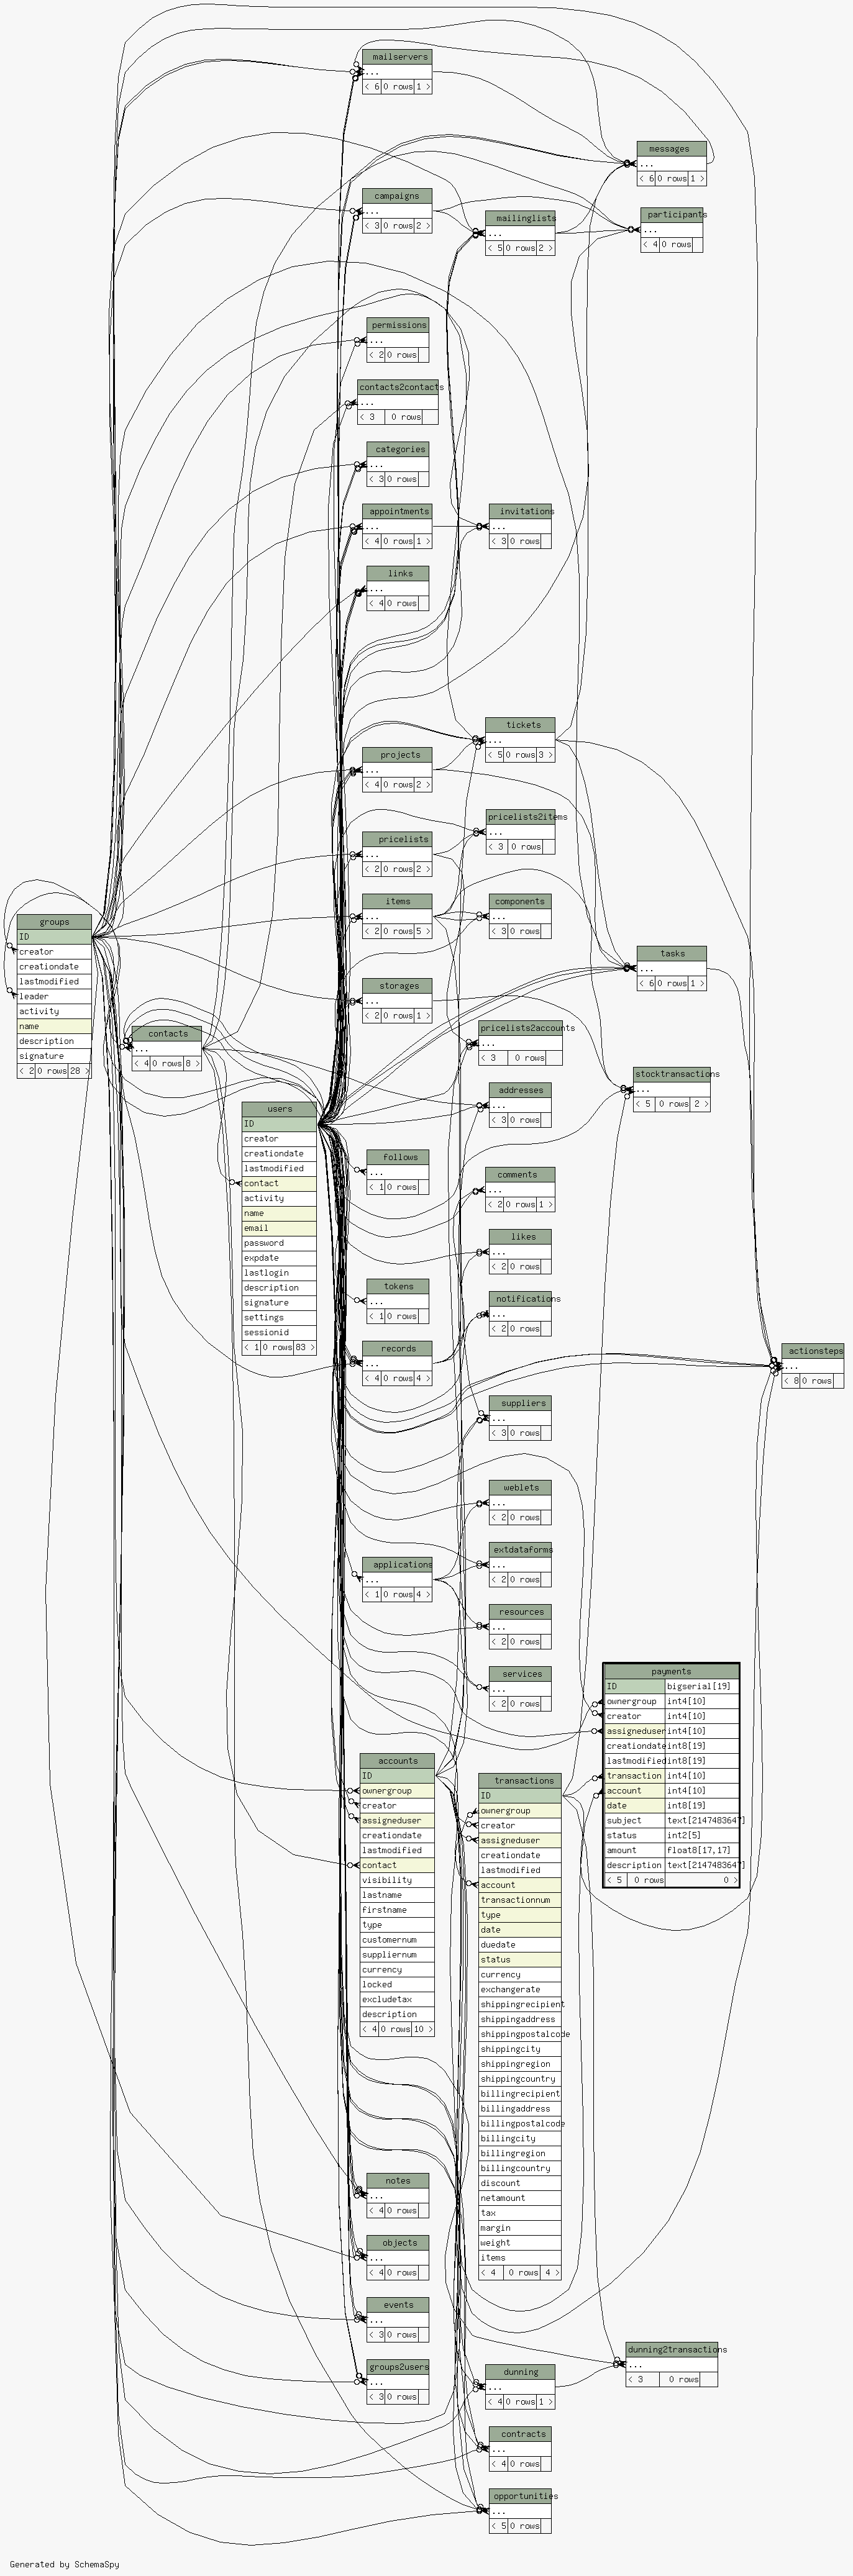 mailservers
...
< 6 0 rows 1 >
messages
...
< 6 0 rows 1 >
campaigns
...
< 3 0 rows 2 >
participants
...
< 4 0 rows
mailinglists
...
< 5 0 rows 2 >
permissions
...
< 2 0 rows
contacts2contacts
...
< 3 0 rows
categories
...
< 3 0 rows
appointments
...
< 4 0 rows 1 >
invitations
...
< 3 0 rows
links
...
< 4 0 rows
tickets
...
< 5 0 rows 3 >
projects
...
< 4 0 rows 2 >
pricelists2items
...
< 3 0 rows
pricelists
...
< 2 0 rows 2 >
items
...
< 2 0 rows 5 >
components
...
< 3 0 rows
groups
ID
creator
creationdate
lastmodified
leader
activity
name
description
signature
< 2 0 rows 28 >
tasks
...
< 6 0 rows 1 >
storages
...
< 2 0 rows 1 >
pricelists2accounts
...
< 3 0 rows
contacts
...
< 4 0 rows 8 >
stocktransactions
...
< 5 0 rows 2 >
addresses
...
< 3 0 rows
users
ID
creator
creationdate
lastmodified
contact
activity
name
email
password
expdate
lastlogin
description
signature
settings
sessionid
< 1 0 rows 83 >
follows
...
< 1 0 rows
comments
...
< 2 0 rows 1 >
likes
...
< 2 0 rows
tokens
...
< 1 0 rows
notifications
...
< 2 0 rows
records
...
< 4 0 rows 4 >
actionsteps
...
< 8 0 rows
suppliers
...
< 3 0 rows
weblets
...
< 2 0 rows
extdataforms
...
< 2 0 rows
applications
...
< 1 0 rows 4 >
resources
...
< 2 0 rows
services
...
< 2 0 rows
payments
ID bigserial[19]
ownergroup int4[10]
creator int4[10]
assigneduser int4[10]
creationdate int8[19]
lastmodified int8[19]
transaction int4[10]
account int4[10]
date int8[19]
subject text[2147483647]
status int2[5]
amount float8[17,17]
description text[2147483647]
< 5 0 rows 0 >
accounts
ID
ownergroup
creator
assigneduser
creationdate
lastmodified
contact
visibility
lastname
firstname
type
customernum
suppliernum
currency
locked
excludetax
description
< 4 0 rows 10 >
transactions
ID
ownergroup
creator
assigneduser
creationdate
lastmodified
account
transactionnum
type
date
duedate
status
currency
exchangerate
shippingrecipient
shippingaddress
shippingpostalcode
shippingcity
shippingregion
shippingcountry
billingrecipient
billingaddress
billingpostalcode
billingcity
billingregion
billingcountry
discount
netamount
tax
margin
weight
items
< 4 0 rows 4 >
notes
...
< 4 0 rows
objects
...
< 4 0 rows
events
...
< 3 0 rows
groups2users
...
< 3 0 rows
dunning2transactions
...
< 3 0 rows
dunning
...
< 4 0 rows 1 >
contracts
...
< 4 0 rows
opportunities
...
< 5 0 rows
Generated by SchemaSpy